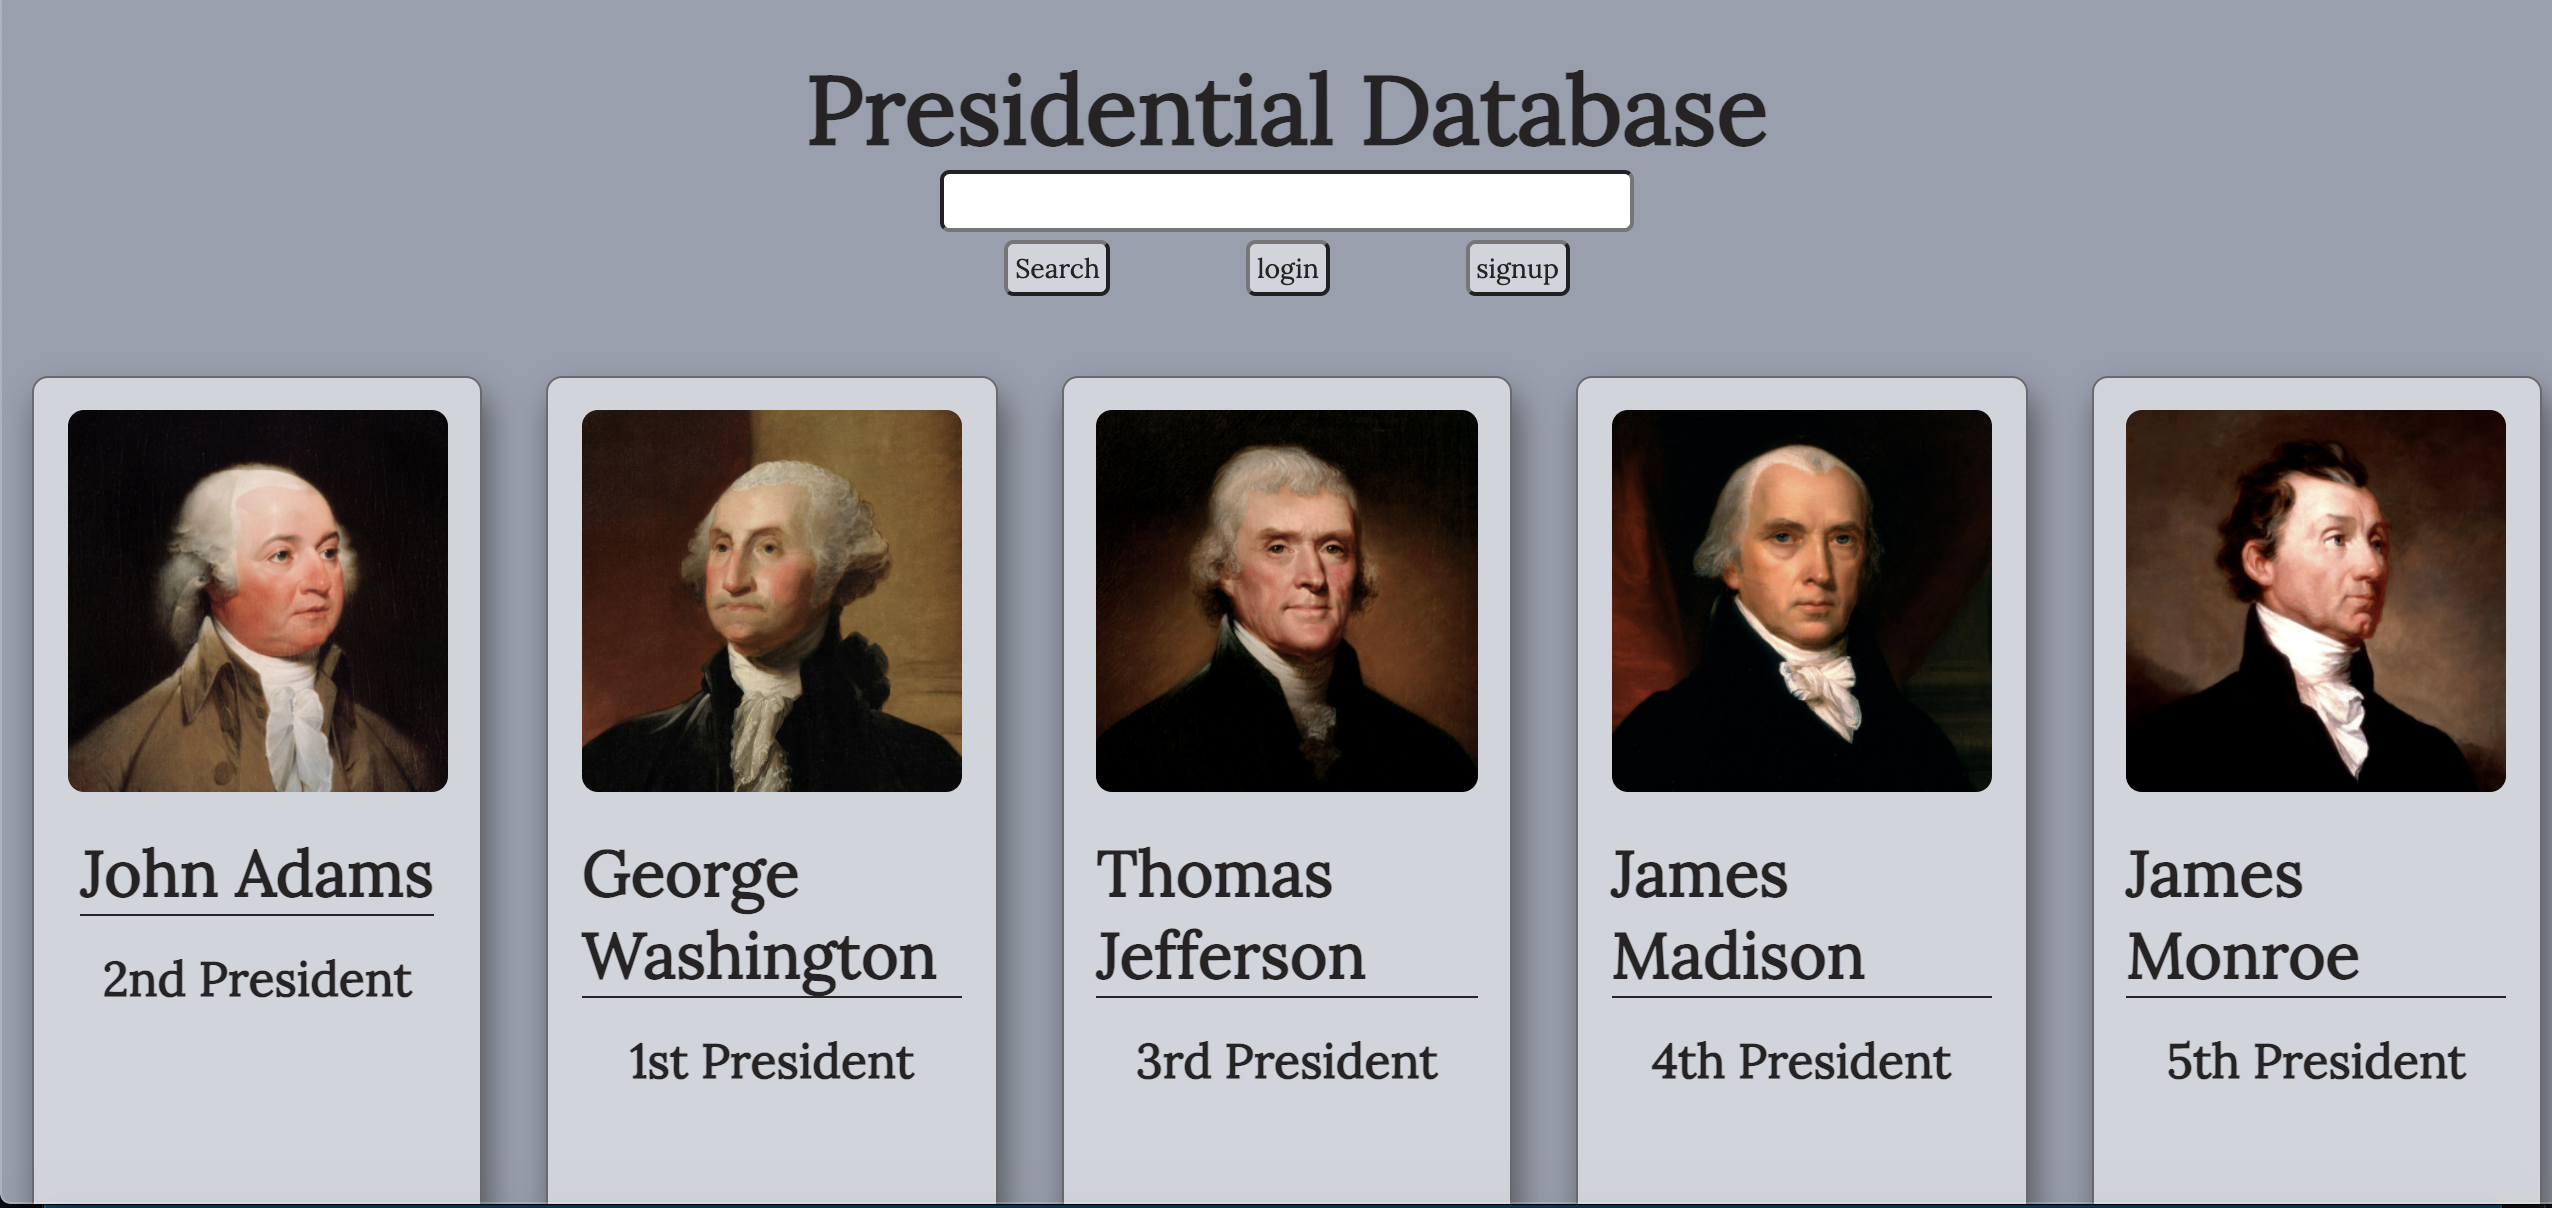 Presidential Database
Search
login
signup
John Adams
2nd President
George
Washington
1st President
Thomas
Jefferson
3rd President
James
Madison
4th President
James
Monroe
5th President